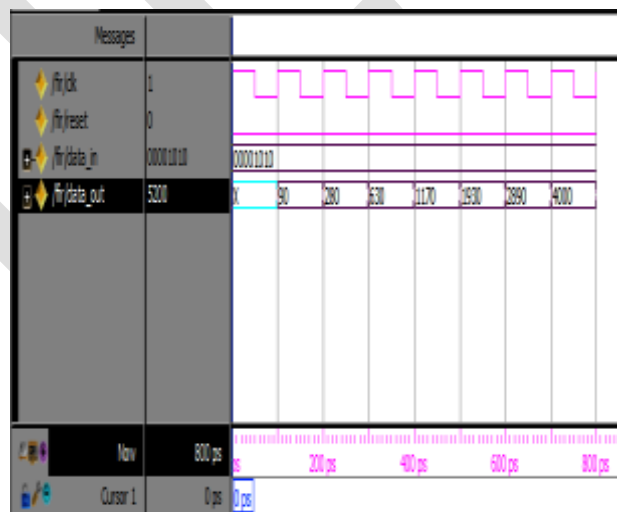 Messages
/fir/clk 1
/fir/reset 0
/fir/data_in 00001010 00001010
/fir/data_out 5200 X 90 280 630 1170 1930 2890 4000
Now 800 ps ps 200 ps 400 ps 600 ps 800 ps
Cursor 1 0 ps 0 ps